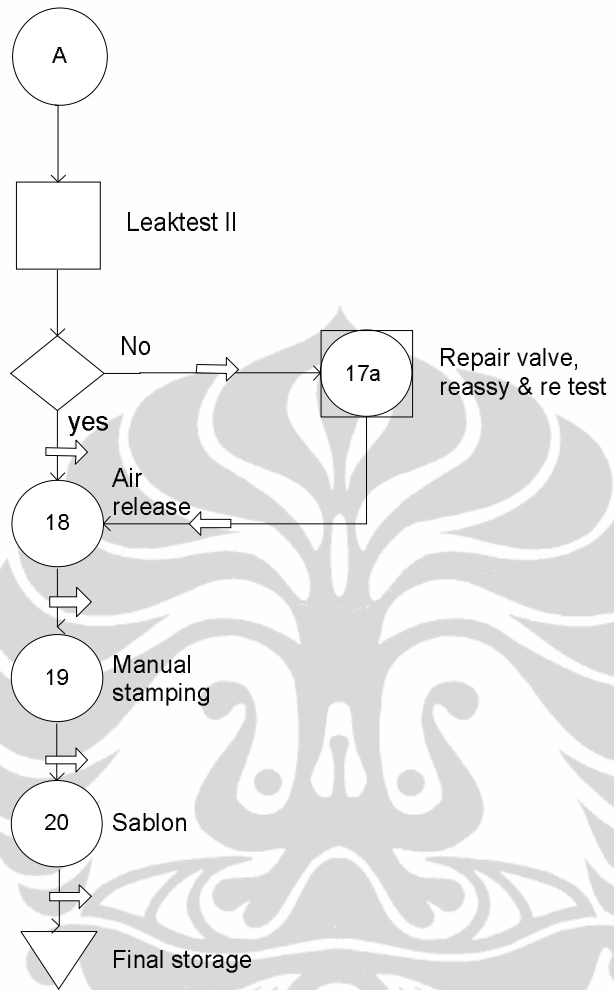 A
Leaktest II
No
17a
Repair valve,
reassy & re test
yes
Air
release
18
19
Manual
stamping
20
Sablon
Final storage